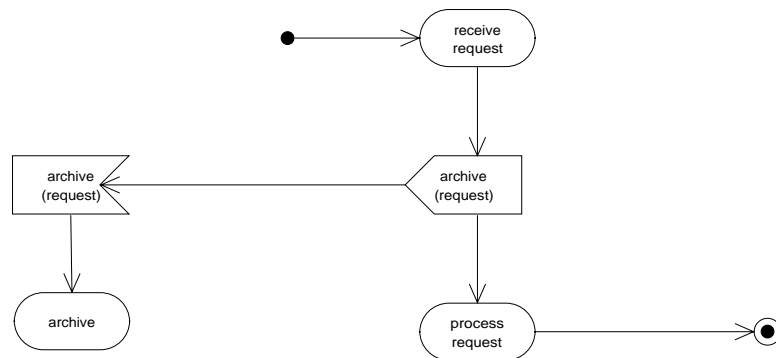 receive
request
archive
(request)
archive
(request)
archive
process
request